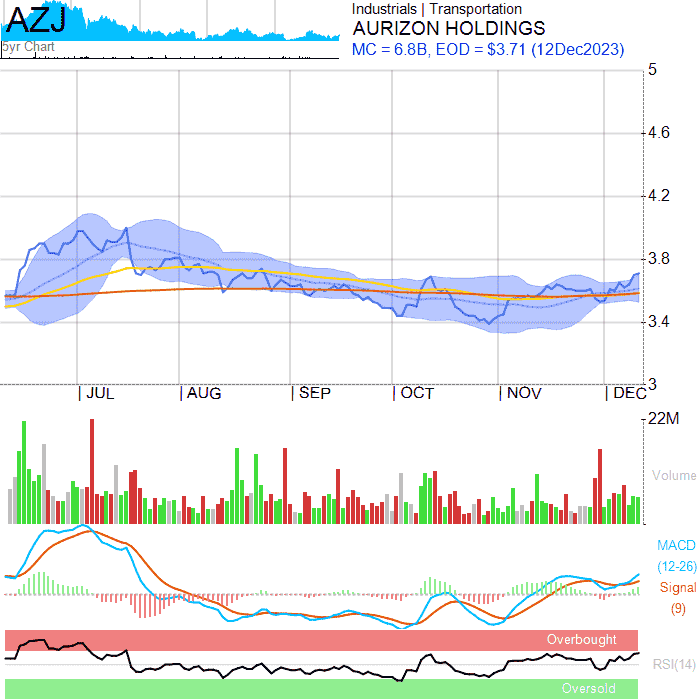 AZJ
5yr Chart
Industrials | Transportation
AURIZON HOLDINGS
MC = 6.8B, EOD = $3.71 (12Dec2023)
5
4.6
4.2
3.8
3.4
3
| JUL | AUG | SEP | OCT | NOV | DEC
22M
Volume
MACD
(12-26)
Signal
(9)
Overbought
RSI(14)
Oversold